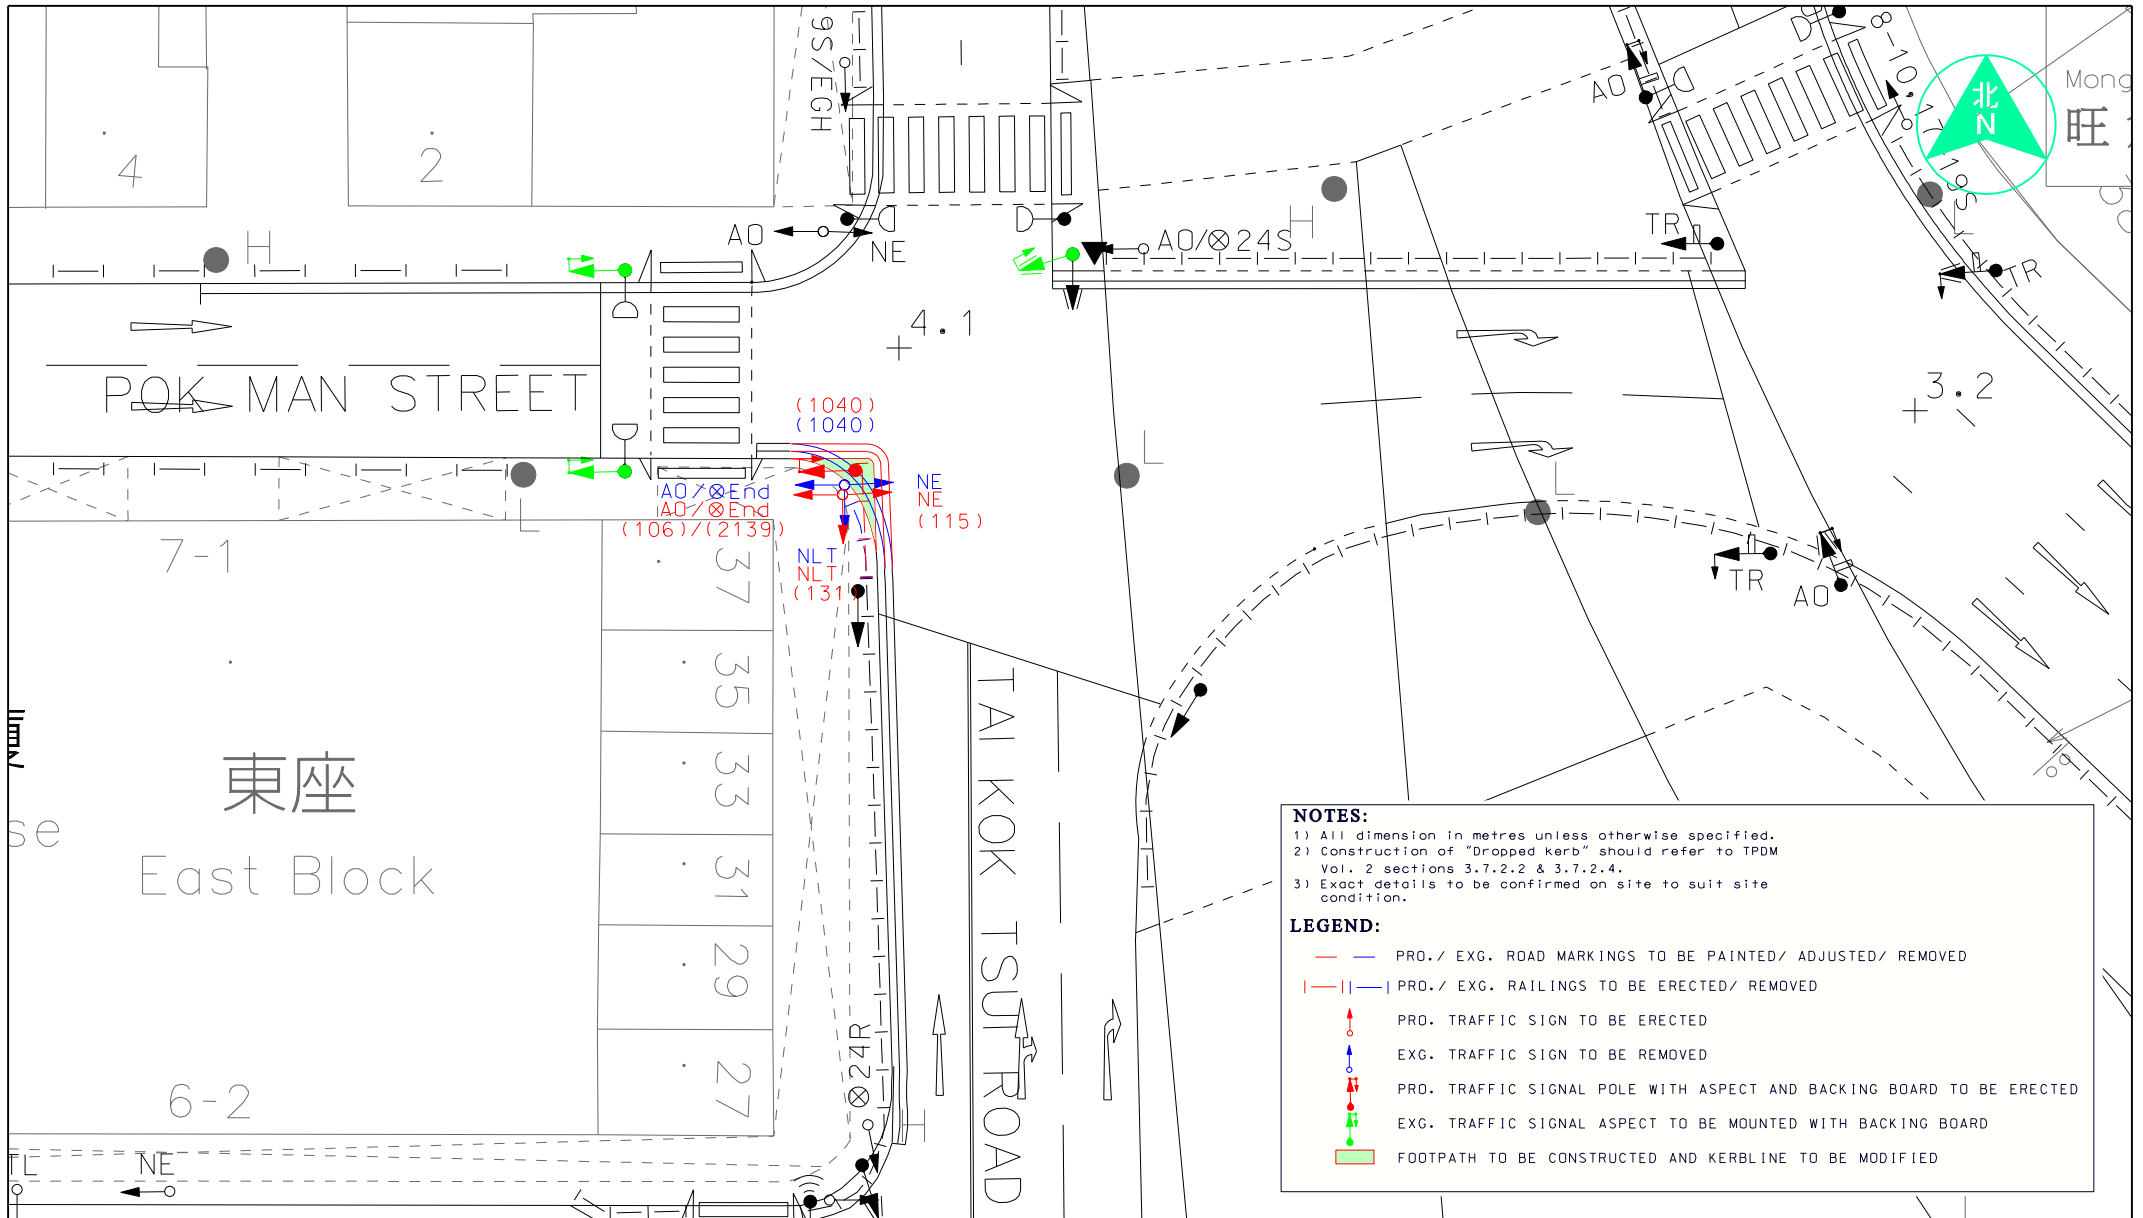 9S/EGH
4
2
H
AO
NE
AO/⊗24S
H
AO
TR
TR
L
北
N
Mong
旺
4.1
3.2
POK MAN STREET
(1040)
(1040)
L
L
L
AO/⊗End
AO/⊗End
(106)/(2139)
NE
NE
(115)
NLT
NLT
(131)
TR
AO
7-1
37
35
33
31
29
27
東座
se
East Block
6-2
TAI KOK TSUI ROAD
⊗24R
H
TL
NE
NOTES:
1) All dimension in metres unless otherwise specified.
2) Construction of "Dropped kerb" should refer to TPDM
Vol. 2 sections 3.7.2.2 & 3.7.2.4.
3) Exact details to be confirmed on site to suit site
condition.
LEGEND:
PRO./ EXG. ROAD MARKINGS TO BE PAINTED/ ADJUSTED/ REMOVED
PRO./ EXG. RAILINGS TO BE ERECTED/ REMOVED
PRO. TRAFFIC SIGN TO BE ERECTED
EXG. TRAFFIC SIGN TO BE REMOVED
PRO. TRAFFIC SIGNAL POLE WITH ASPECT AND BACKING BOARD TO BE ERECTED
EXG. TRAFFIC SIGNAL ASPECT TO BE MOUNTED WITH BACKING BOARD
FOOTPATH TO BE CONSTRUCTED AND KERBLINE TO BE MODIFIED